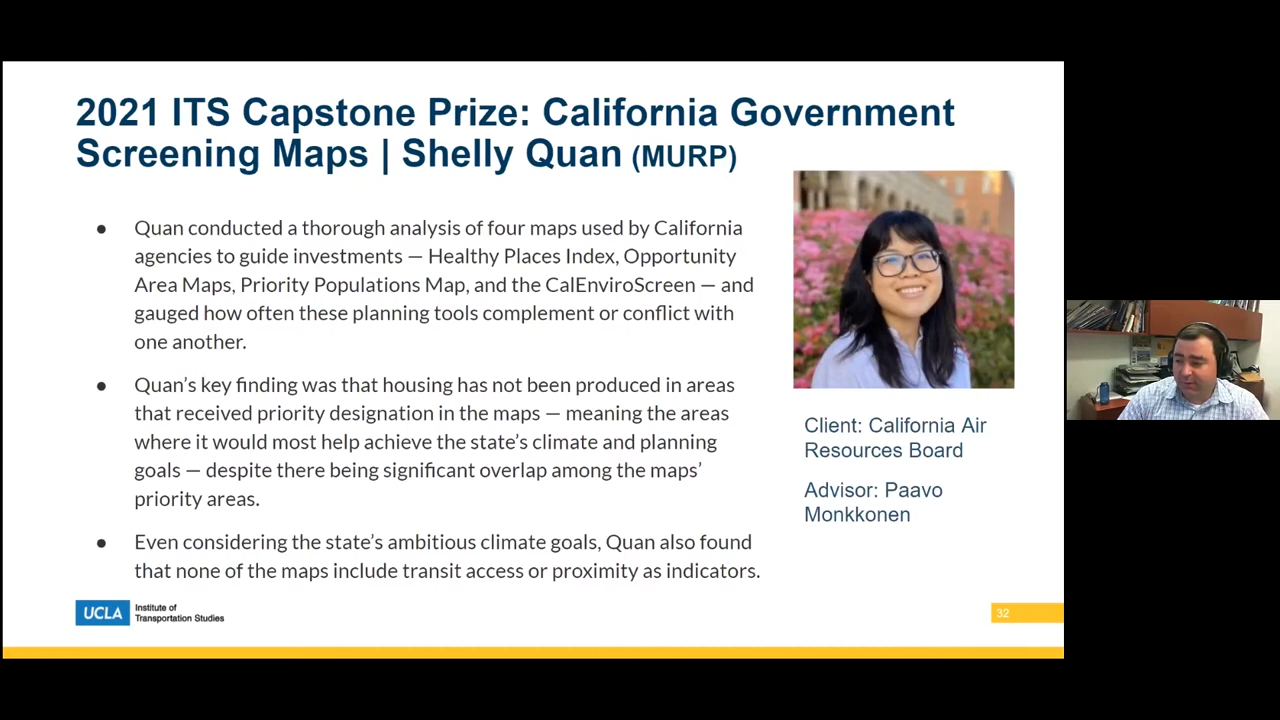 2021 ITS Capstone Prize: California Government
Screening Maps | Shelly Quan (MURP)
● Quan conducted a thorough analysis of four maps used by California
agencies to guide investments — Healthy Places Index, Opportunity
Area Maps, Priority Populations Map, and the CalEnviroScreen — and
gauged how often these planning tools complement or conflict with
one another.
● Quan’s key finding was that housing has not been produced in areas
that received priority designation in the maps — meaning the areas
where it would most help achieve the state’s climate and planning
goals — despite there being significant overlap among the maps’
priority areas.
● Even considering the state’s ambitious climate goals, Quan also found
that none of the maps include transit access or proximity as indicators.
Client: California Air
Resources Board
Advisor: Paavo
Monkkonen
UCLA
Institute of
Transportation Studies
32